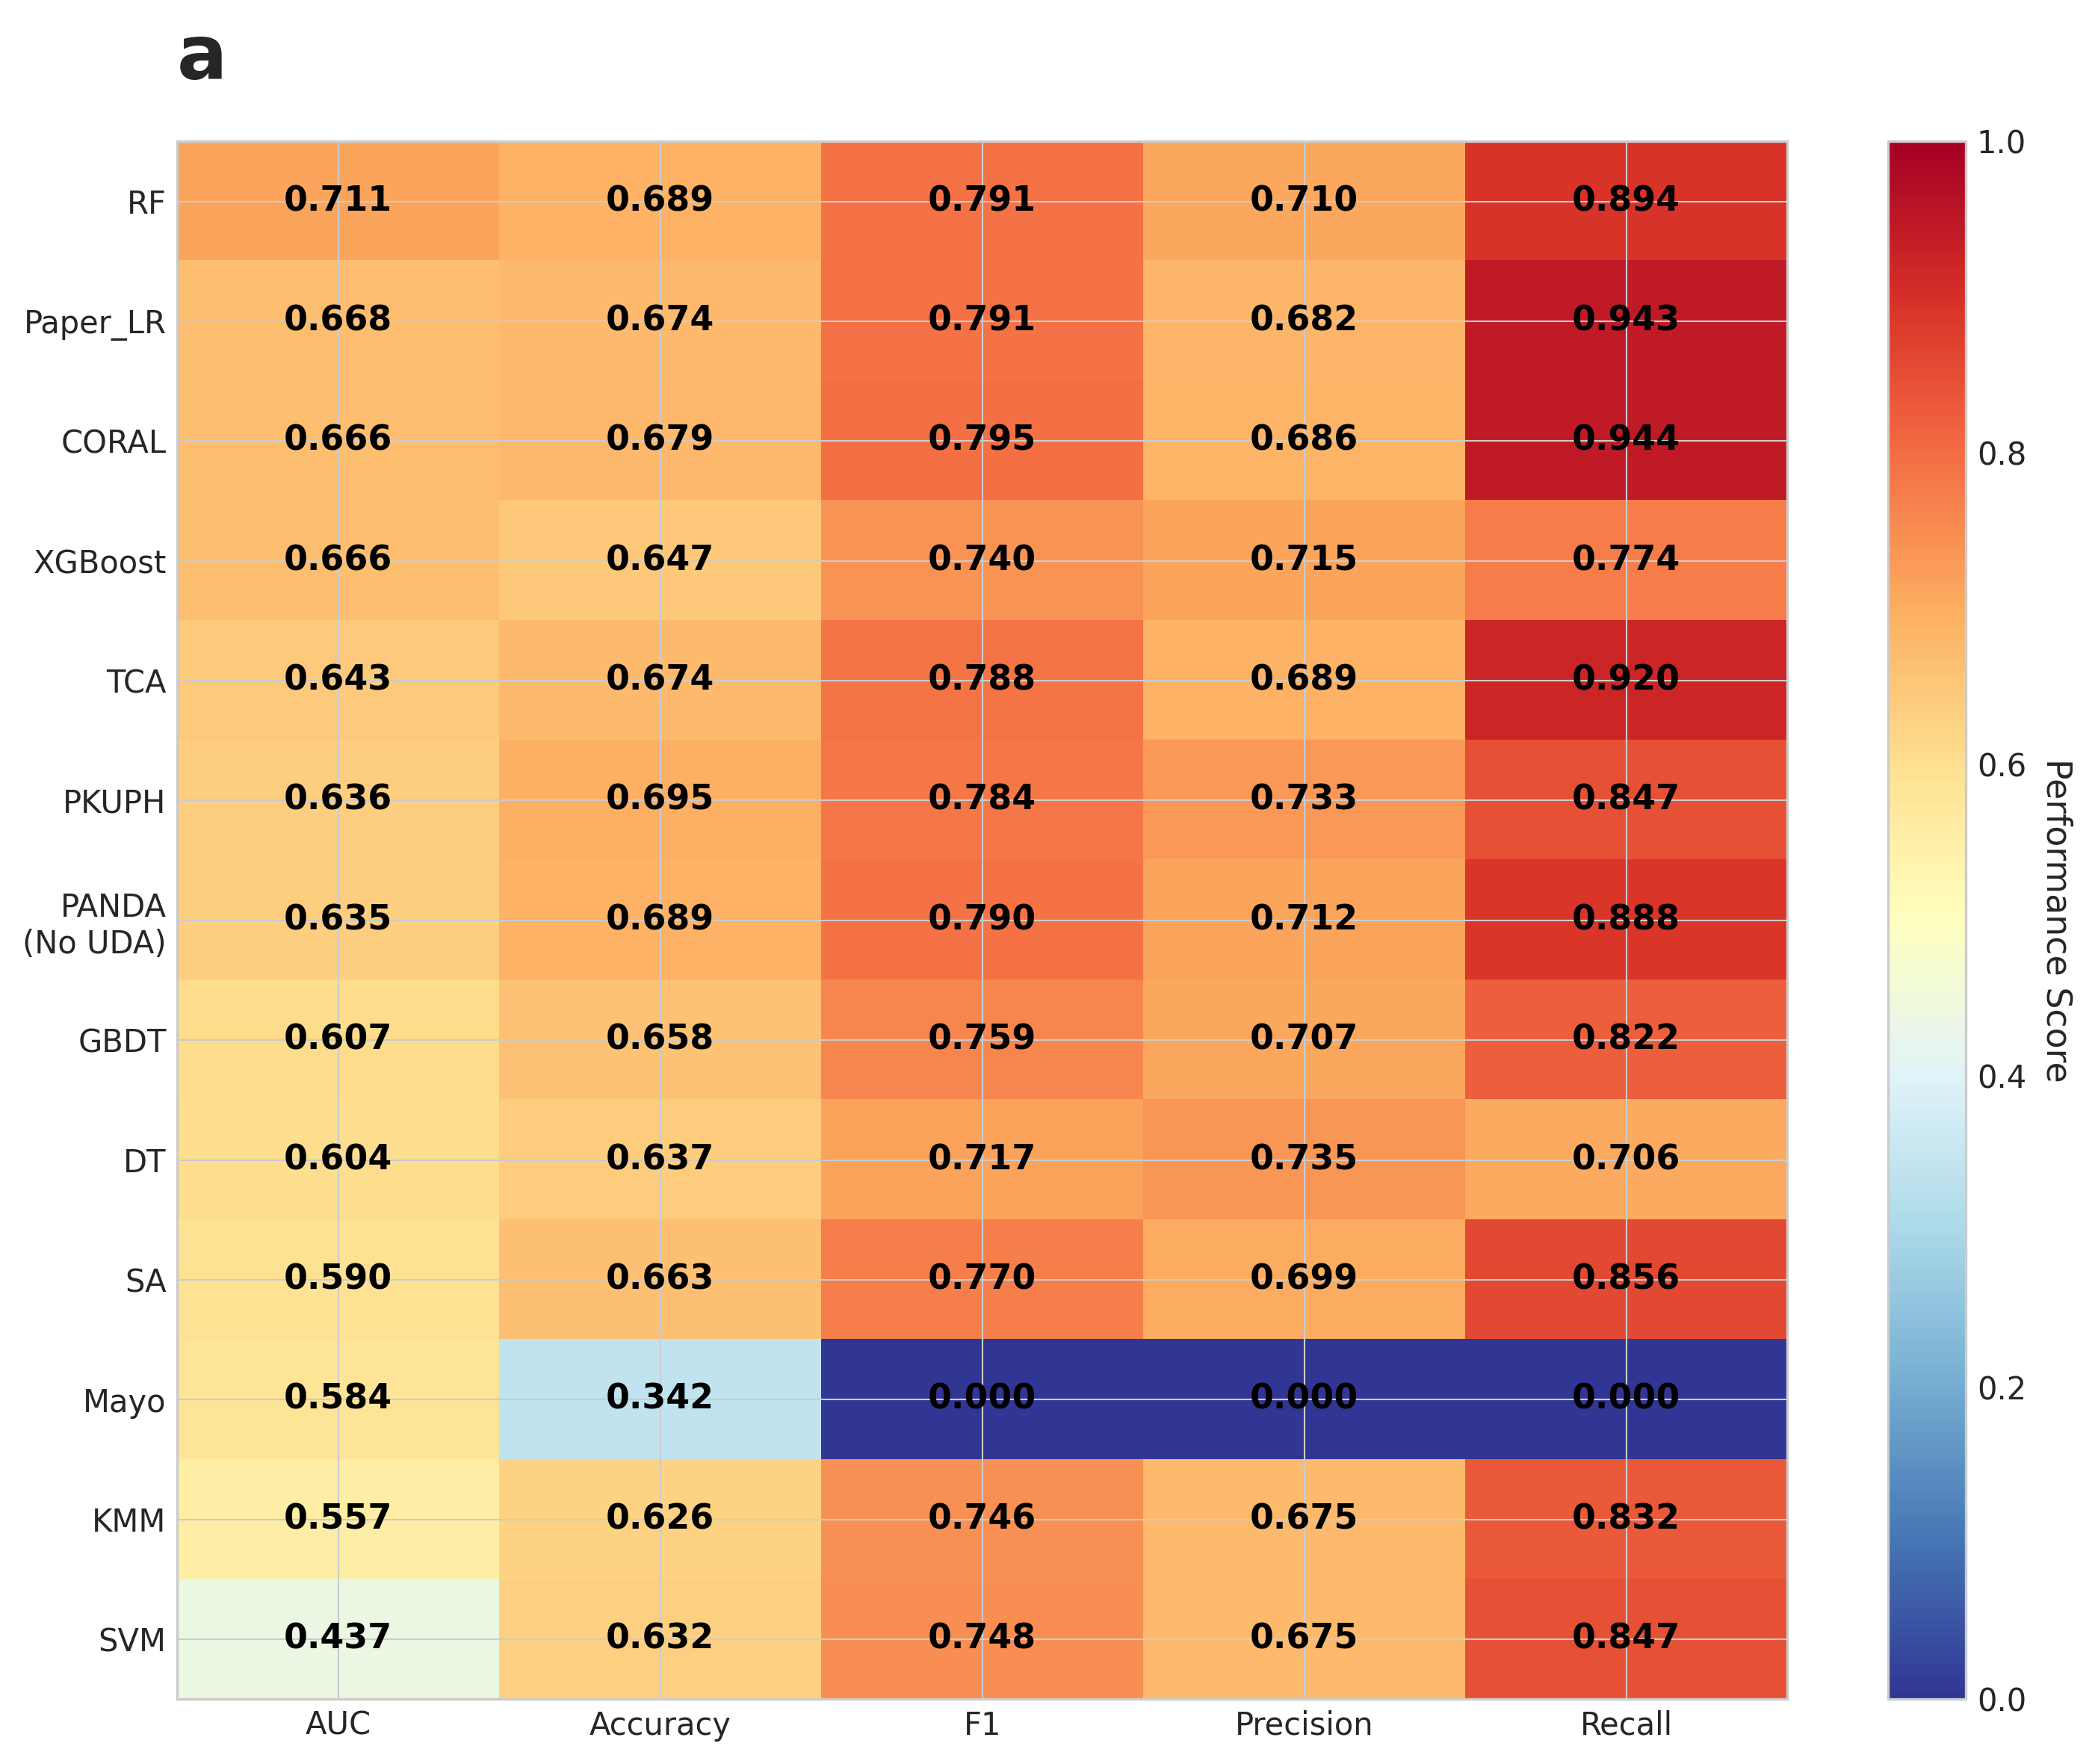 a
RF 0.711 0.689 0.791 0.710 0.894
Paper_LR 0.668 0.674 0.791 0.682 0.943
CORAL 0.666 0.679 0.795 0.686 0.944
XGBoost 0.666 0.647 0.740 0.715 0.774
TCA 0.643 0.674 0.788 0.689 0.920
PKUPH 0.636 0.695 0.784 0.733 0.847
PANDA
(No UDA) 0.635 0.689 0.790 0.712 0.888
GBDT 0.607 0.658 0.759 0.707 0.822
DT 0.604 0.637 0.717 0.735 0.706
SA 0.590 0.663 0.770 0.699 0.856
Mayo 0.584 0.342 0.000 0.000 0.000
KMM 0.557 0.626 0.746 0.675 0.832
SVM 0.437 0.632 0.748 0.675 0.847
AUC Accuracy F1 Precision Recall
1.0
0.8
0.6
0.4
0.2
0.0
Performance Score